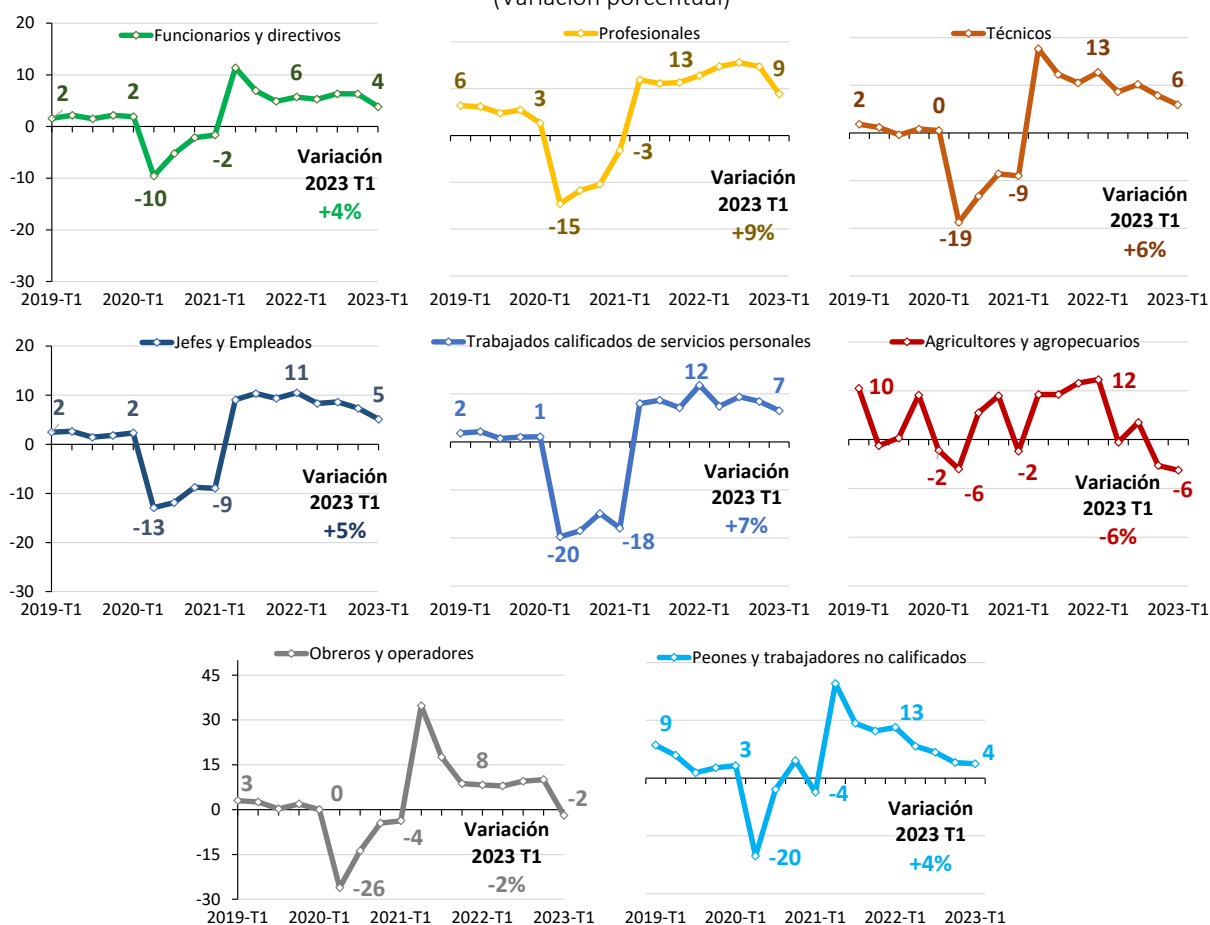 (Variación porcentual)
Funcionarios y directivos
20
10
0
-10
-20
-30
2
2
-10
-2
6
4
Variación
2023 T1
+4%
2019-T1 2020-T1 2021-T1 2022-T1 2023-T1
Profesionales
6
3
-15
-3
13
9
Variación
2023 T1
+9%
2019-T1 2020-T1 2021-T1 2022-T1 2023-T1
Técnicos
2
0
-19
-9
13
6
Variación
2023 T1
+6%
2019-T1 2020-T1 2021-T1 2022-T1 2023-T1
Jefes y Empleados
20
10
0
-10
-20
-30
2
2
-13
-9
11
5
Variación
2023 T1
+5%
2019-T1 2020-T1 2021-T1 2022-T1 2023-T1
Trabajados calificados de servicios personales
2
1
-20
-18
12
7
Variación
2023 T1
+7%
2019-T1 2020-T1 2021-T1 2022-T1 2023-T1
Agricultores y agropecuarios
10
-2
-6
-2
12
-6
Variación
2023 T1
-6%
2019-T1 2020-T1 2021-T1 2022-T1 2023-T1
Obreros y operadores
45
30
15
0
-15
-30
3
0
-26
-4
8
-2
Variación
2023 T1
-2%
2019-T1 2020-T1 2021-T1 2022-T1 2023-T1
Peones y trabajadores no calificados
9
3
-20
-4
13
4
Variación
2023 T1
+4%
2019-T1 2020-T1 2021-T1 2022-T1 2023-T1